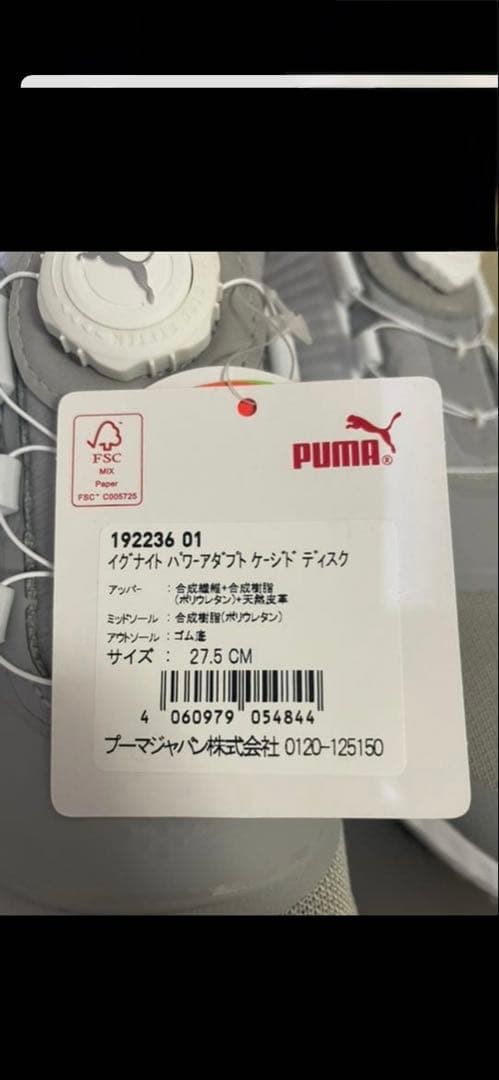 FSC
MIX
Paper
FSC® C005725
PUMA®
192236 01
イグナイト パワーアダプト ケージド ディスク
アッパー : 合成繊維+合成樹脂
(ポリウレタン)+天然皮革
ミッドソール : 合成樹脂(ポリウレタン)
アウトソール : ゴム底
サイズ : 27.5 CM
4 060979 054844
プーマジャパン株式会社 0120-125150